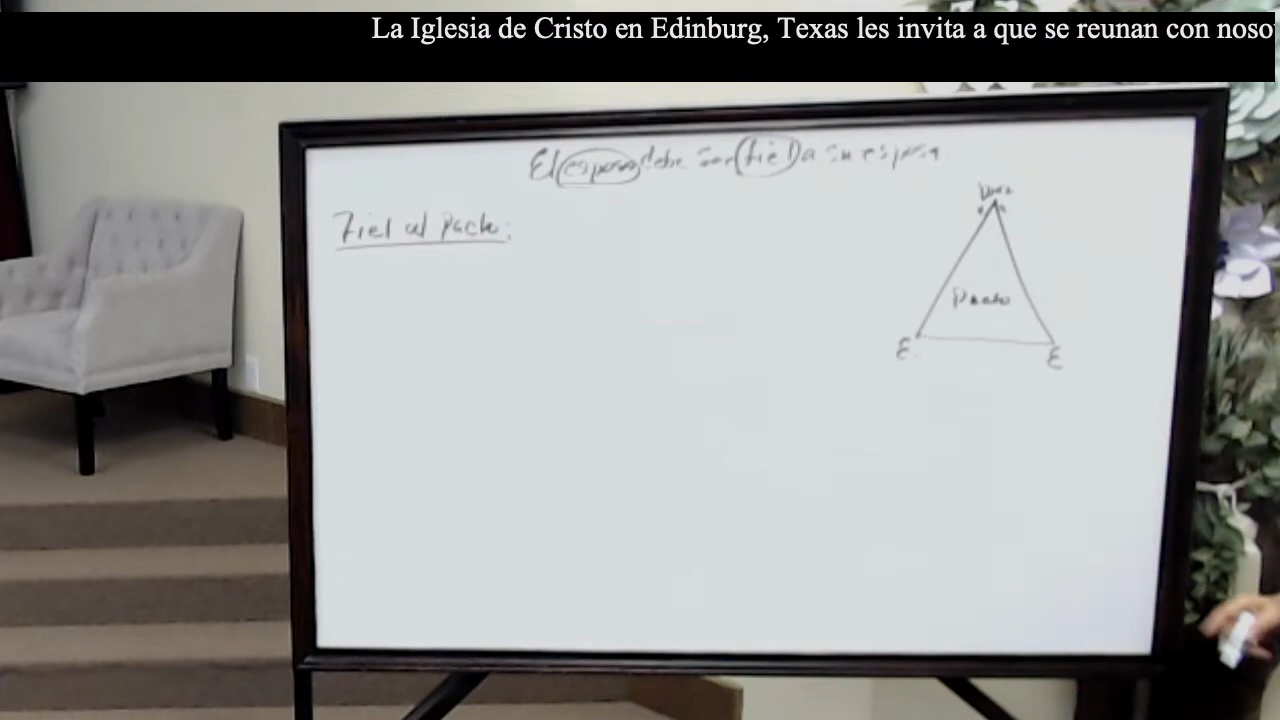 La Iglesia de Cristo en Edinburg, Texas les invita a que se reunan con noso
El esposo debe ser fiel a su esposa
Fiel al Pacto:
Dios
Pacto
E
E